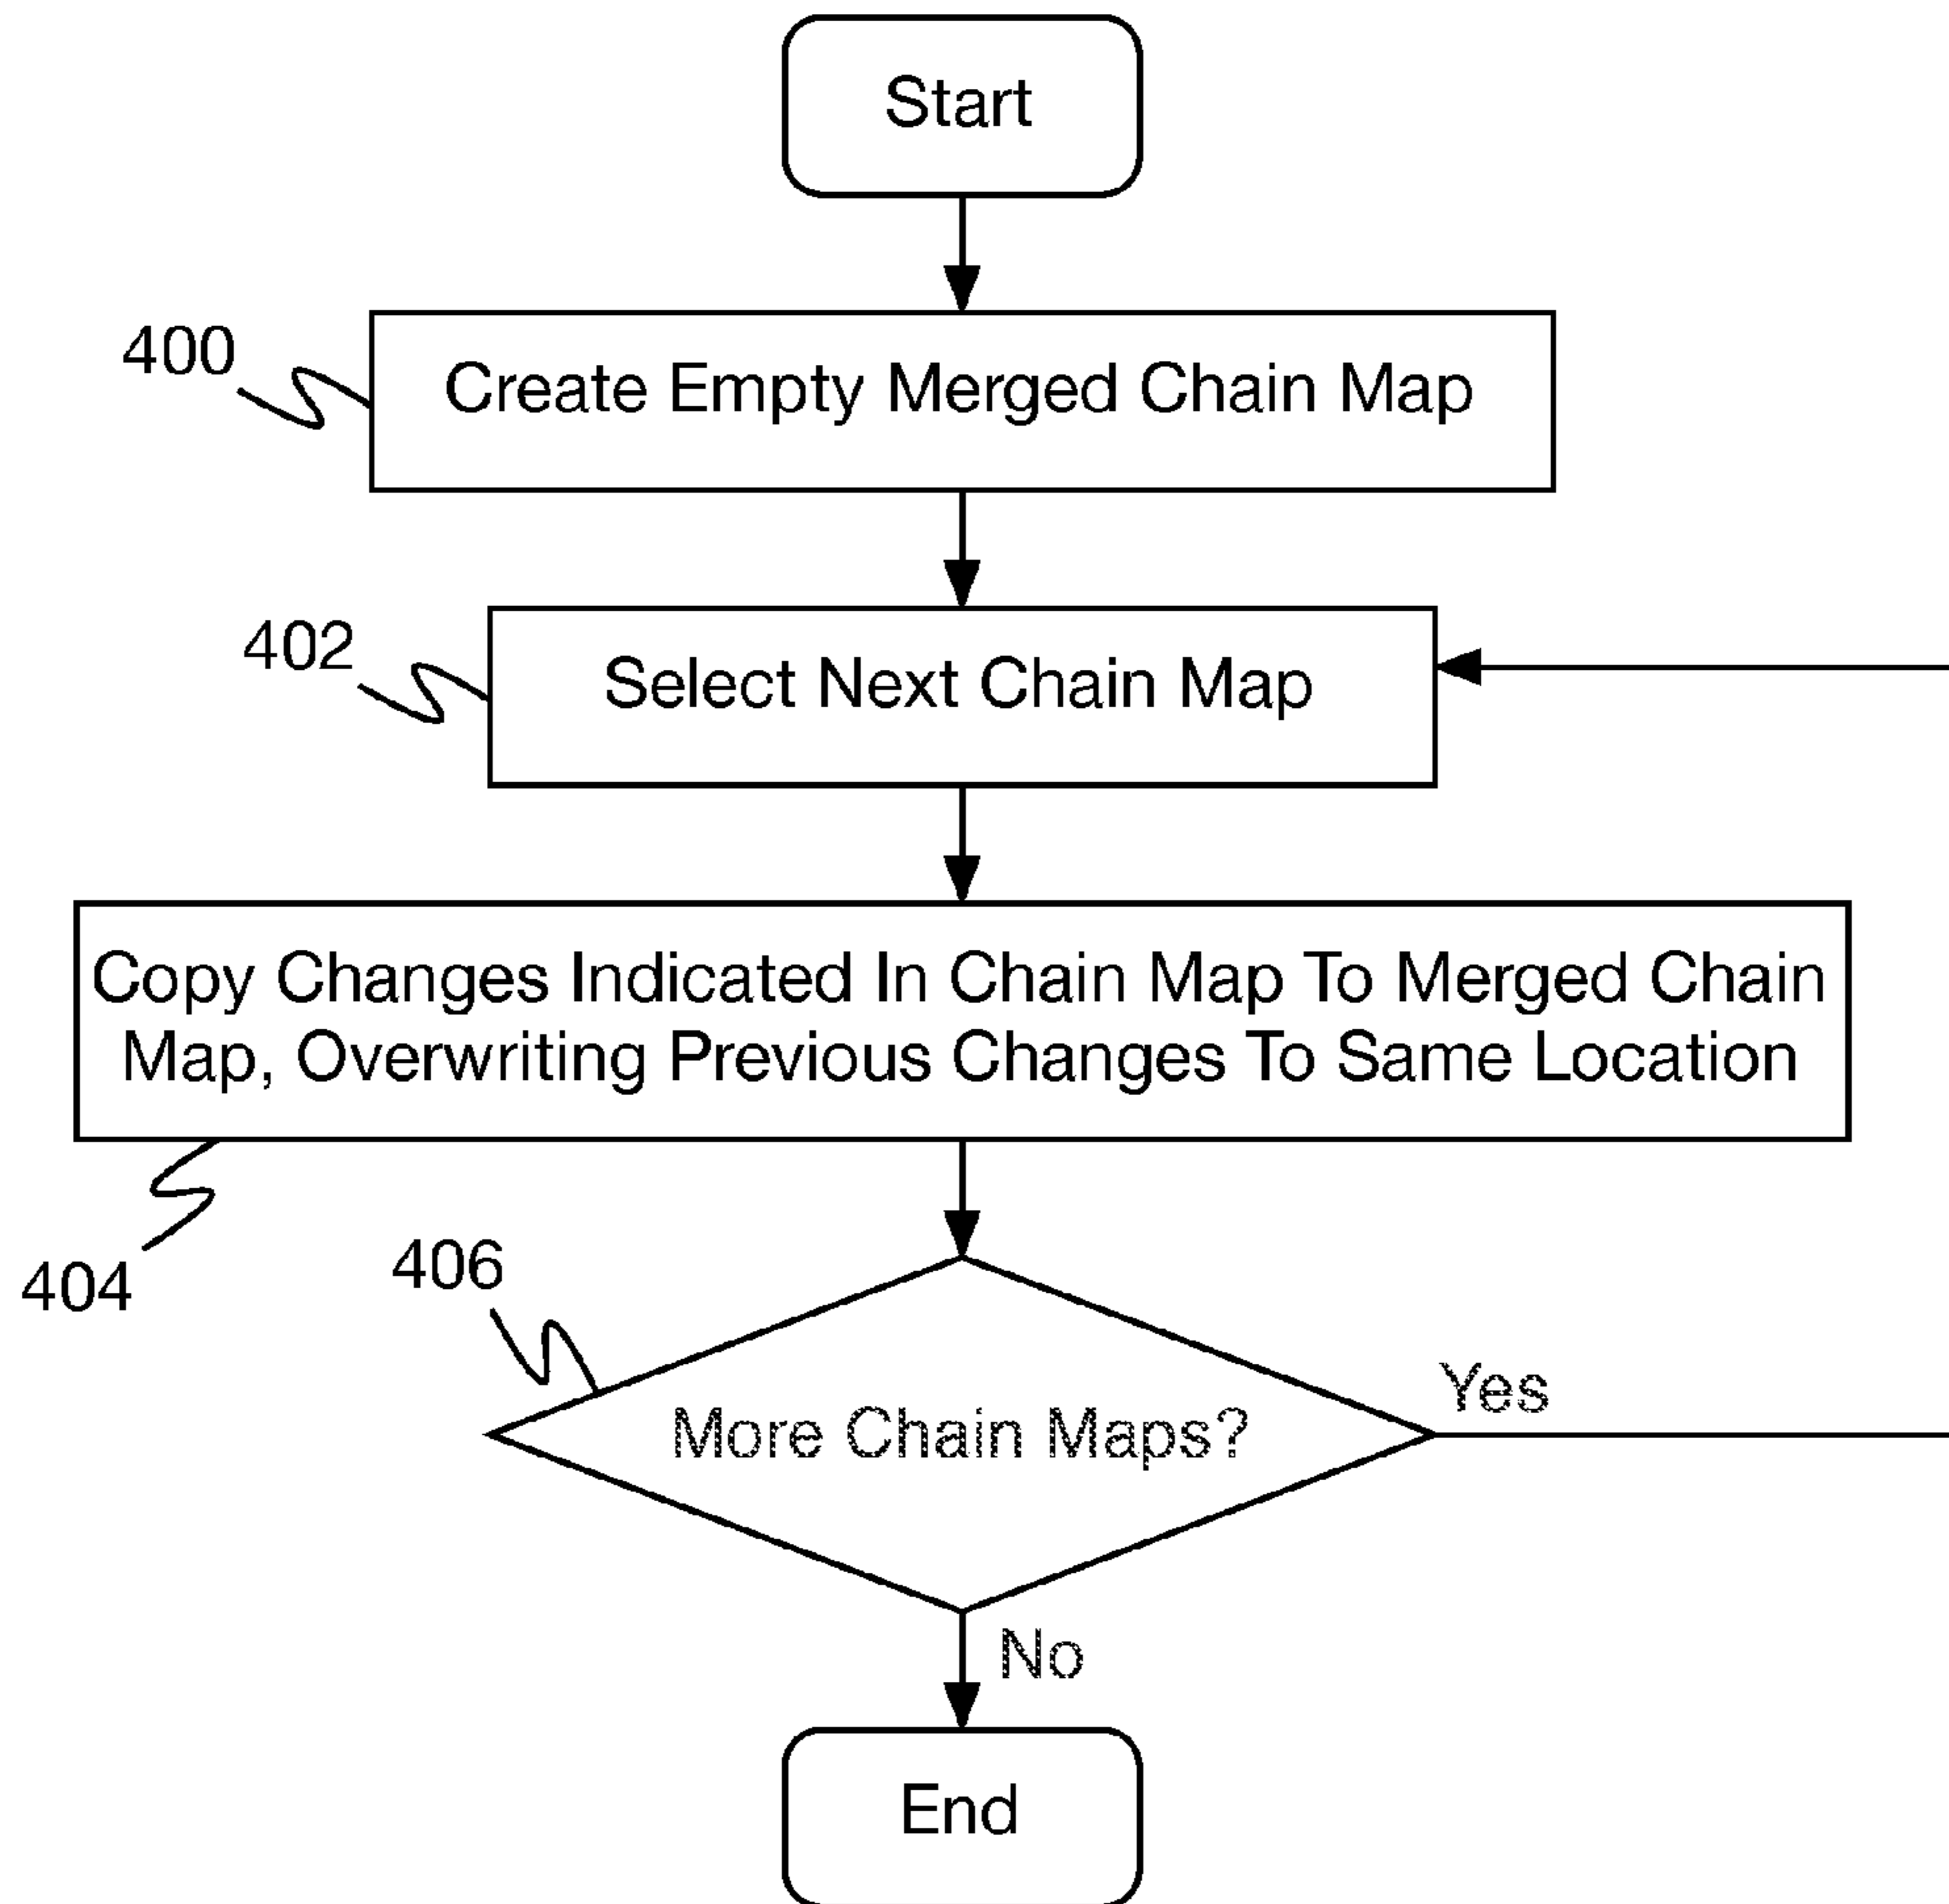 Start
400
Create Empty Merged Chain Map
402
Select Next Chain Map
Copy Changes Indicated In Chain Map To Merged Chain
Map, Overwriting Previous Changes To Same Location
404
406
More Chain Maps?
Yes
No
End